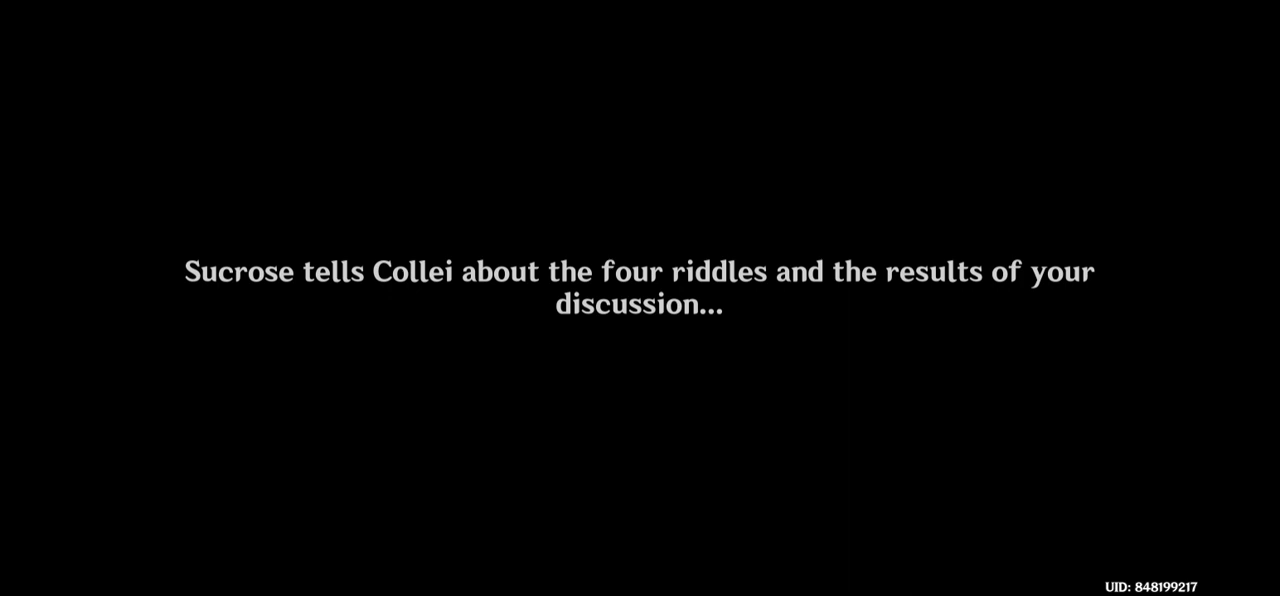 Sucrose tells Collei about the four riddles and the results of your
discussion...
UID: 848199217